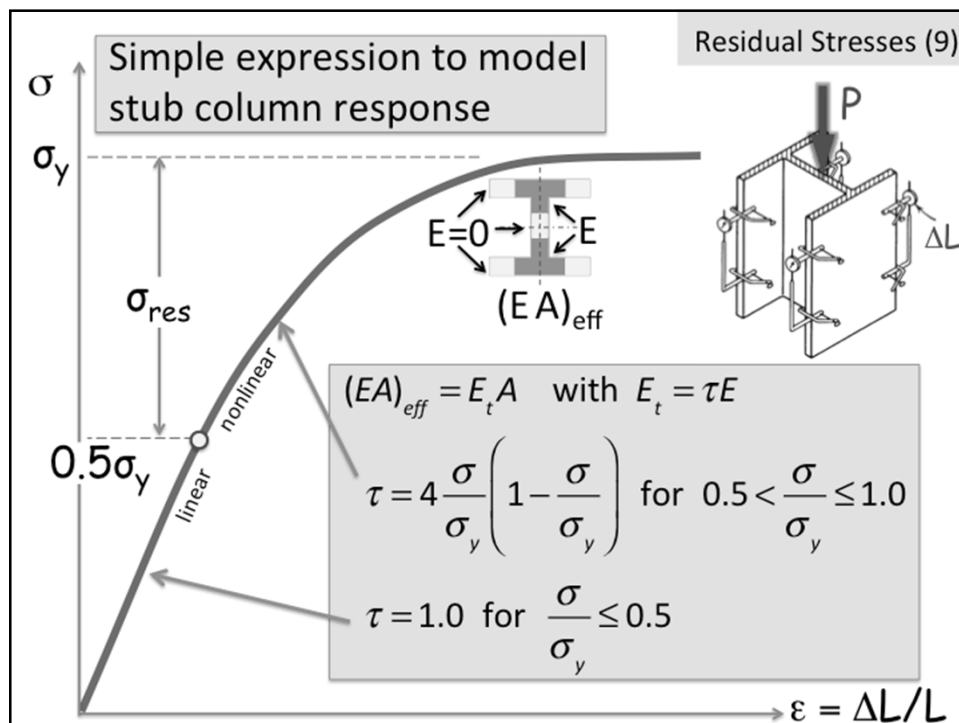 Residual Stresses (9)
Simple expression to model
stub column response
σ
P
σy
E=0
E
ΔL
(E A)eff
σres
nonlinear
(EA)eff = EtA with Et = τE
0.5σy
linear
τ = 4 σ/σy (1 − σ/σy) for 0.5 < σ/σy ≤ 1.0
τ = 1.0 for σ/σy ≤ 0.5
ε = ΔL/L